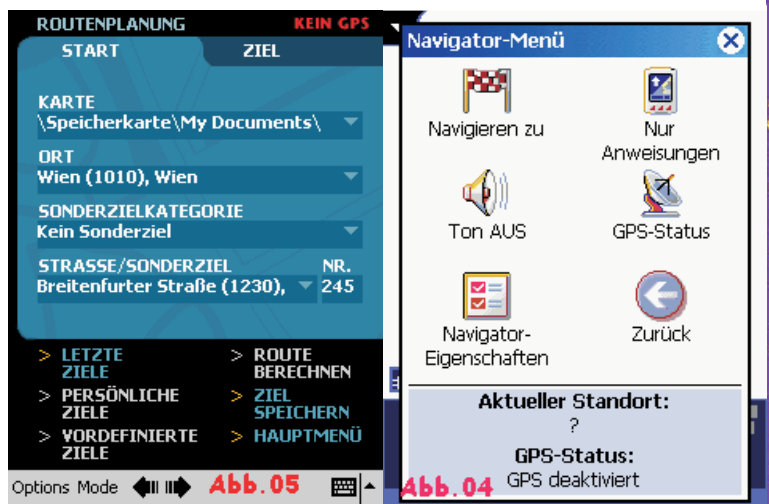 ROUTENPLANUNG KEIN GPS
START ZIEL
KARTE
\Speicherkarte\My Documents\
ORT
Wien (1010), Wien
SONDERZIELKATEGORIE
Kein Sonderziel
STRASSE/SONDERZIEL NR.
Breitenfurter Straße (1230), 245
> LETZTE
ZIELE
> ROUTE
BERECHNEN
> PERSÖNLICHE
ZIELE
> ZIEL
SPEICHERN
> VORDEFINIERTE
ZIELE
> HAUPTMENÜ
Options Mode Abb.05
Navigator-Menü
Navigieren zu
Nur
Anweisungen
Ton AUS
GPS-Status
Navigator-
Eigenschaften
Zurück
Aktueller Standort:
?
GPS-Status:
Abb.04 GPS deaktiviert